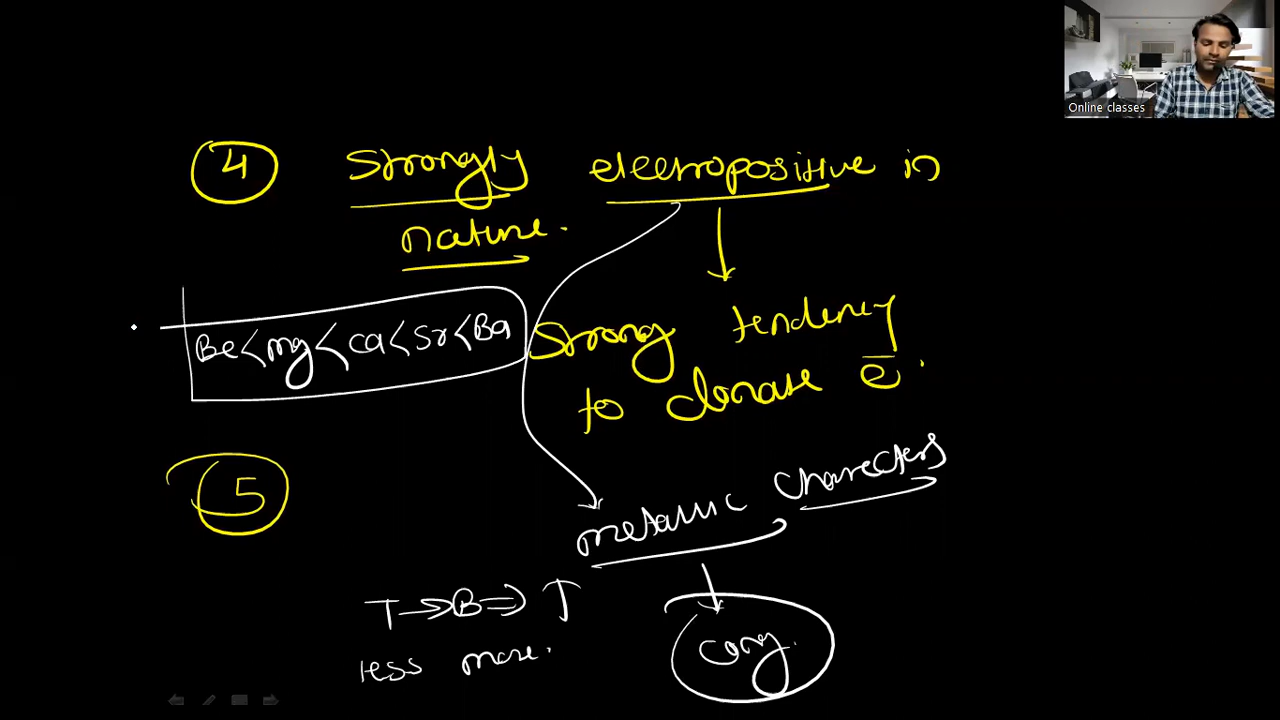 Online classes
4 Strongly electropositive in
nature.
Be<mg<ca<Sr<Ba
Strong tendency
to donate e̅.
5
metallic characters
T→B⇒↑
less more.